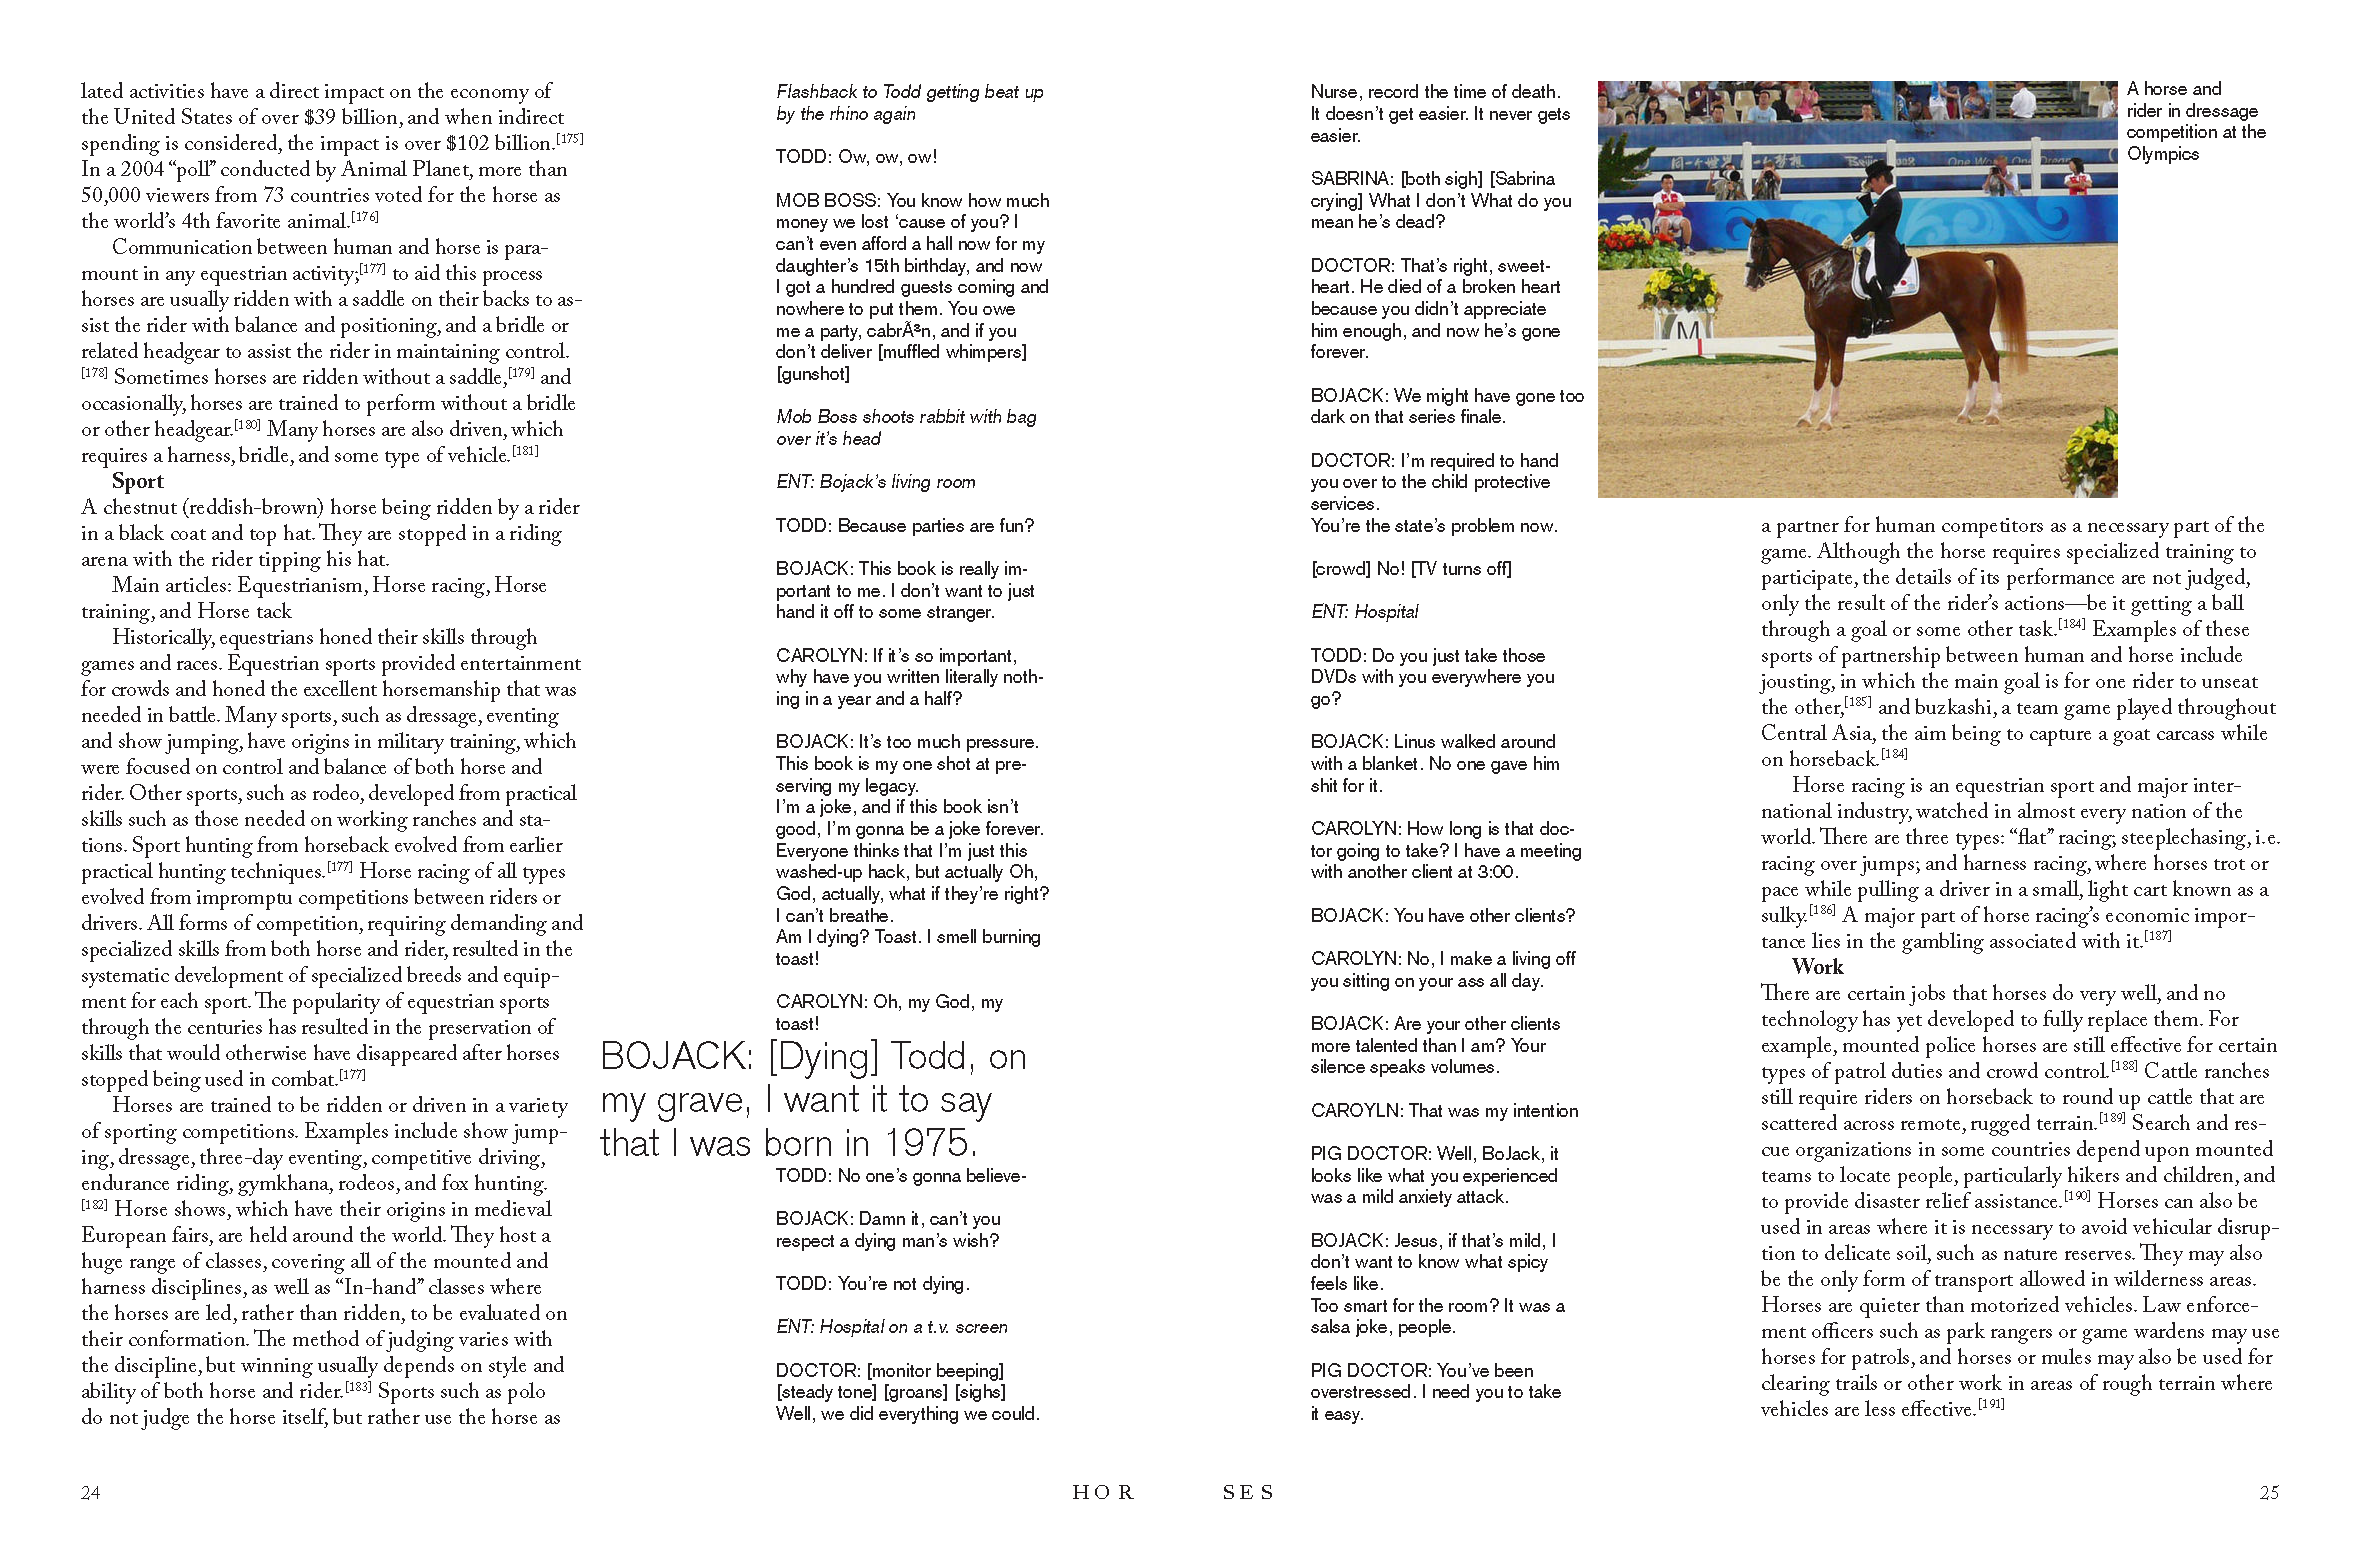 lated activities have a direct impact on the economy of
the United States of over $39 billion, and when indirect
spending is considered, the impact is over $102 billion.[175]
In a 2004 “poll” conducted by Animal Planet, more than
50,000 viewers from 73 countries voted for the horse as
the world’s 4th favorite animal.[176]
Communication between human and horse is para-
mount in any equestrian activity;[177] to aid this process
horses are usually ridden with a saddle on their backs to as-
sist the rider with balance and positioning, and a bridle or
related headgear to assist the rider in maintaining control.
[178] Sometimes horses are ridden without a saddle,[179] and
occasionally, horses are trained to perform without a bridle
or other headgear.[180] Many horses are also driven, which
requires a harness, bridle, and some type of vehicle.[181]
Sport
A chestnut (reddish-brown) horse being ridden by a rider
in a black coat and top hat. They are stopped in a riding
arena with the rider tipping his hat.
Main articles: Equestrianism, Horse racing, Horse
training, and Horse tack
Historically, equestrians honed their skills through
games and races. Equestrian sports provided entertainment
for crowds and honed the excellent horsemanship that was
needed in battle. Many sports, such as dressage, eventing
and show jumping, have origins in military training, which
were focused on control and balance of both horse and
rider. Other sports, such as rodeo, developed from practical
skills such as those needed on working ranches and sta-
tions. Sport hunting from horseback evolved from earlier
practical hunting techniques.[177] Horse racing of all types
evolved from impromptu competitions between riders or
drivers. All forms of competition, requiring demanding and
specialized skills from both horse and rider, resulted in the
systematic development of specialized breeds and equip-
ment for each sport. The popularity of equestrian sports
through the centuries has resulted in the preservation of
skills that would otherwise have disappeared after horses
stopped being used in combat.[177]
Horses are trained to be ridden or driven in a variety
of sporting competitions. Examples include show jump-
ing, dressage, three-day eventing, competitive driving,
endurance riding, gymkhana, rodeos, and fox hunting.
[182] Horse shows, which have their origins in medieval
European fairs, are held around the world. They host a
huge range of classes, covering all of the mounted and
harness disciplines, as well as “In-hand” classes where
the horses are led, rather than ridden, to be evaluated on
their conformation. The method of judging varies with
the discipline, but winning usually depends on style and
ability of both horse and rider.[183] Sports such as polo
do not judge the horse itself, but rather use the horse as
Flashback to Todd getting beat up
by the rhino again
TODD: Ow, ow, ow!
MOB BOSS: You know how much
money we lost ‘cause of you? I
can’t even afford a hall now for my
daughter’s 15th birthday, and now
I got a hundred guests coming and
nowhere to put them. You owe
me a party, cabrÃ³n, and if you
don’t deliver [muffled whimpers]
[gunshot]
Mob Boss shoots rabbit with bag
over it’s head
ENT: Bojack’s living room
TODD: Because parties are fun?
BOJACK: This book is really im-
portant to me. I don’t want to just
hand it off to some stranger.
CAROLYN: If it’s so important,
why have you written literally noth-
ing in a year and a half?
BOJACK: It’s too much pressure.
This book is my one shot at pre-
serving my legacy.
I’m a joke, and if this book isn’t
good, I’m gonna be a joke forever.
Everyone thinks that I’m just this
washed-up hack, but actually Oh,
God, actually, what if they’re right?
I can’t breathe.
Am I dying? Toast. I smell burning
toast!
CAROLYN: Oh, my God, my
toast!
BOJACK: [Dying] Todd, on
my grave, I want it to say
that I was born in 1975.
TODD: No one’s gonna believe-
BOJACK: Damn it, can’t you
respect a dying man’s wish?
TODD: You’re not dying.
ENT: Hospital on a t.v. screen
DOCTOR: [monitor beeping]
[steady tone] [groans] [sighs]
Well, we did everything we could.
Nurse, record the time of death.
It doesn’t get easier. It never gets
easier.
SABRINA: [both sigh] [Sabrina
crying] What I don’t What do you
mean he’s dead?
DOCTOR: That’s right, sweet-
heart. He died of a broken heart
because you didn’t appreciate
him enough, and now he’s gone
forever.
BOJACK: We might have gone too
dark on that series finale.
DOCTOR: I’m required to hand
you over to the child protective
services.
You’re the state’s problem now.
[crowd] No! [TV turns off]
ENT: Hospital
TODD: Do you just take those
DVDs with you everywhere you
go?
BOJACK: Linus walked around
with a blanket. No one gave him
shit for it.
CAROLYN: How long is that doc-
tor going to take? I have a meeting
with another client at 3:00.
BOJACK: You have other clients?
CAROLYN: No, I make a living off
you sitting on your ass all day.
BOJACK: Are your other clients
more talented than I am? Your
silence speaks volumes.
CAROYLN: That was my intention
PIG DOCTOR: Well, BoJack, it
looks like what you experienced
was a mild anxiety attack.
BOJACK: Jesus, if that’s mild, I
don’t want to know what spicy
feels like.
Too smart for the room? It was a
salsa joke, people.
PIG DOCTOR: You’ve been
overstressed. I need you to take
it easy.
同一个世界 一个梦想
Beijing 2008
One World One Dream
M
A horse and
rider in dressage
competition at the
Olympics
a partner for human competitors as a necessary part of the
game. Although the horse requires specialized training to
participate, the details of its performance are not judged,
only the result of the rider’s actions—be it getting a ball
through a goal or some other task.[184] Examples of these
sports of partnership between human and horse include
jousting, in which the main goal is for one rider to unseat
the other,[185] and buzkashi, a team game played throughout
Central Asia, the aim being to capture a goat carcass while
on horseback.[184]
Horse racing is an equestrian sport and major inter-
national industry, watched in almost every nation of the
world. There are three types: “flat” racing; steeplechasing, i.e.
racing over jumps; and harness racing, where horses trot or
pace while pulling a driver in a small, light cart known as a
sulky.[186] A major part of horse racing’s economic impor-
tance lies in the gambling associated with it.[187]
Work
There are certain jobs that horses do very well, and no
technology has yet developed to fully replace them. For
example, mounted police horses are still effective for certain
types of patrol duties and crowd control.[188] Cattle ranches
still require riders on horseback to round up cattle that are
scattered across remote, rugged terrain.[189] Search and res-
cue organizations in some countries depend upon mounted
teams to locate people, particularly hikers and children, and
to provide disaster relief assistance.[190] Horses can also be
used in areas where it is necessary to avoid vehicular disrup-
tion to delicate soil, such as nature reserves. They may also
be the only form of transport allowed in wilderness areas.
Horses are quieter than motorized vehicles. Law enforce-
ment officers such as park rangers or game wardens may use
horses for patrols, and horses or mules may also be used for
clearing trails or other work in areas of rough terrain where
vehicles are less effective.[191]
24
HOR
SES
25